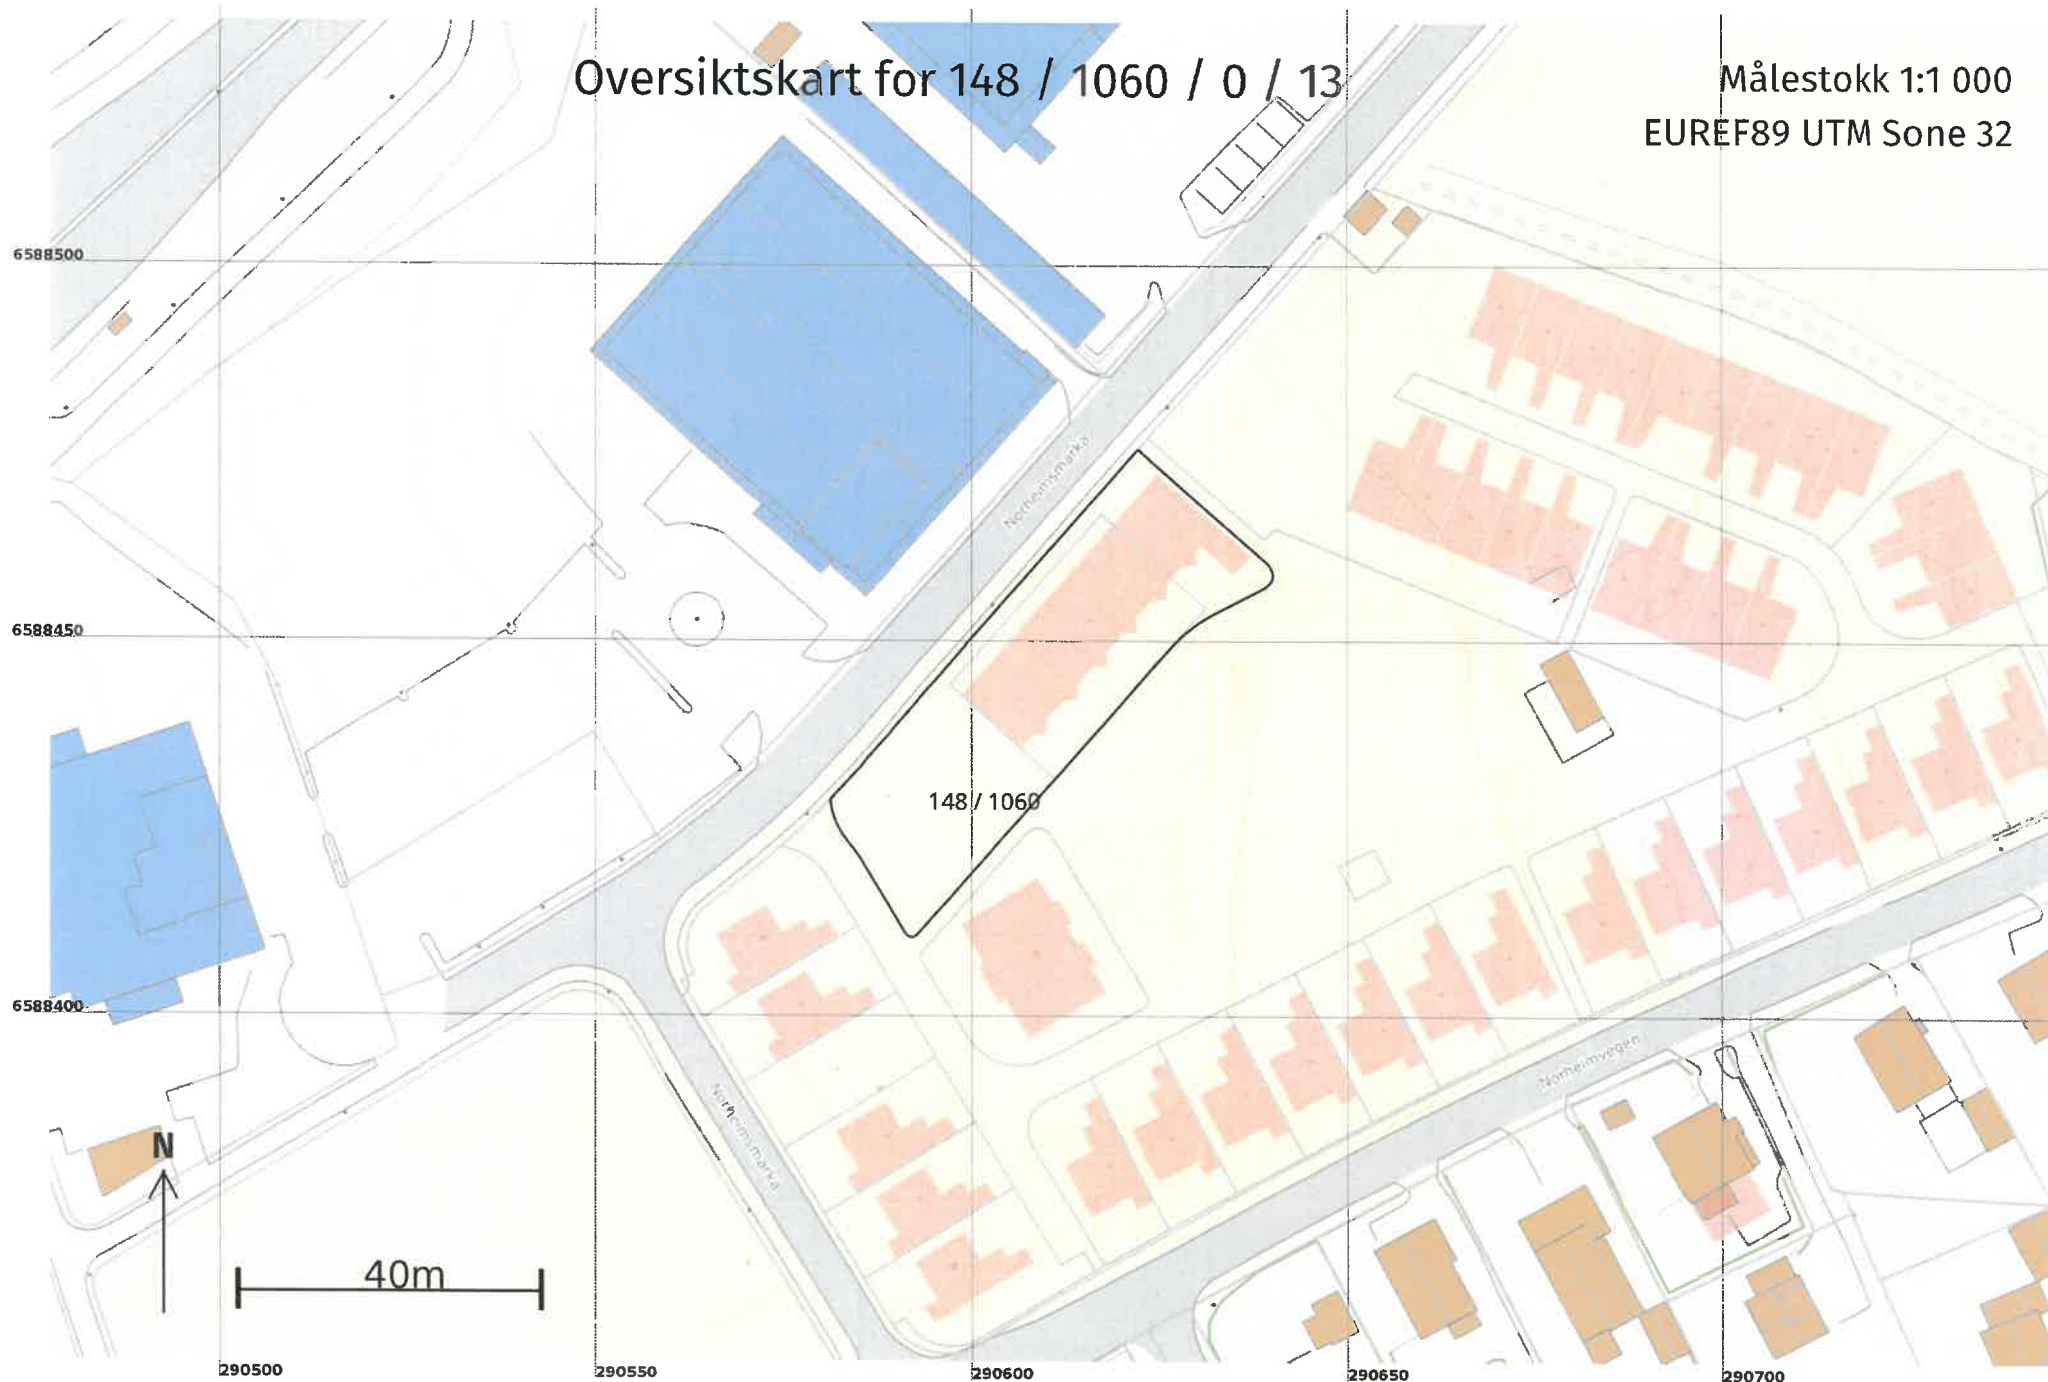 Oversiktskart for 148 / 1060 / 0 / 13
Målestokk 1:1 000
EUREF89 UTM Sone 32
6588500
Norheimsmarka
6588450
148 / 1060
6588400
Norheimvegen
Norheimsmarka
N
40m
290500
290550
290600
290650
290700